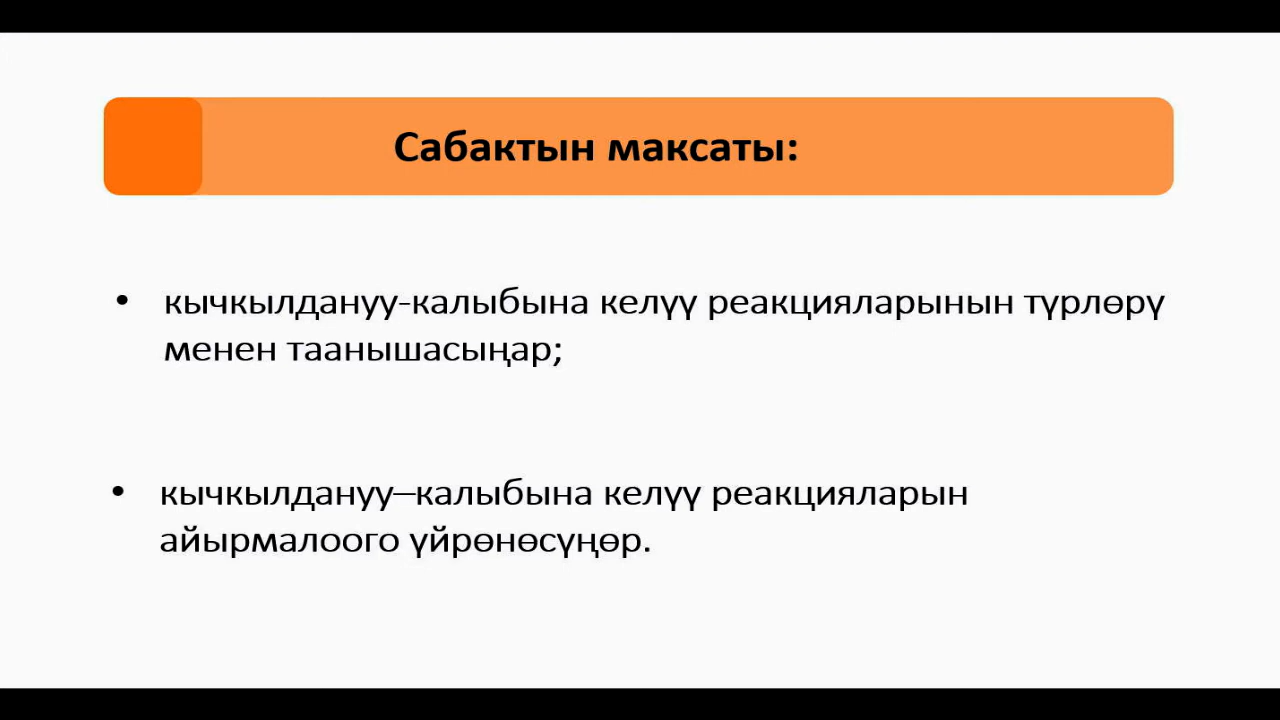 Сабактын максаты:
• кычкылдануу-калыбына келүү реакцияларынын түрлөрү
менен таанышасыңар;
• кычкылдануу–калыбына келүү реакцияларын
айырмалоого үйрөнөсүңөр.